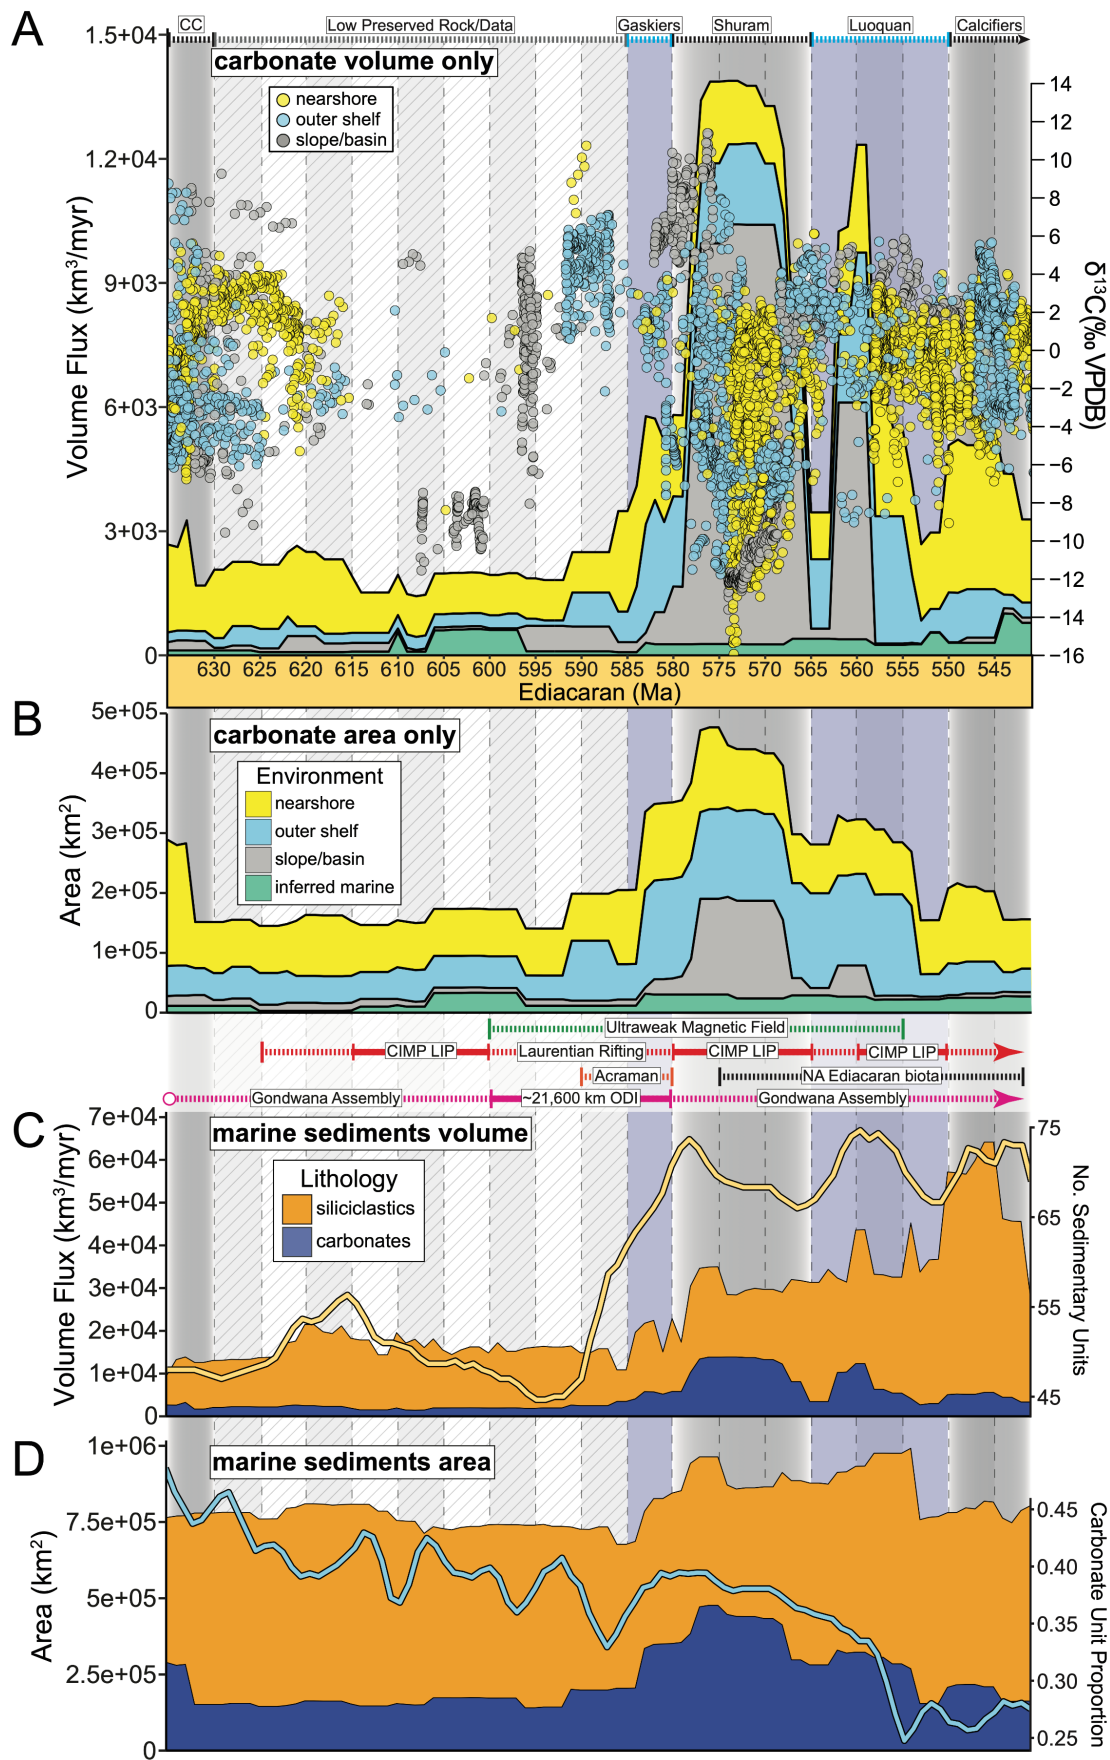 A
CC
Low Preserved Rock/Data
Gaskiers
Shuram
Luoquan
Calcifiers
carbonate volume only
nearshore
outer shelf
slope/basin
1.5+04
1.2+04
9+03
6+03
3+03
0
Volume Flux (km³/myr)
14
12
10
8
6
4
2
0
−2
−4
−6
−8
−10
−12
−14
−16
δ¹³C(‰ VPDB)
630 625 620 615 610 605 600 595 590 585 580 575 570 565 560 555 550 545
Ediacaran (Ma)
B
carbonate area only
Environment
nearshore
outer shelf
slope/basin
inferred marine
5e+05
4e+05
3e+05
2e+05
1e+05
0
Area (km²)
Ultraweak Magnetic Field
CIMP LIP
Laurentian Rifting
CIMP LIP
CIMP LIP
Acraman
NA Ediacaran biota
Gondwana Assembly
~21,600 km ODI
Gondwana Assembly
C
marine sediments volume
Lithology
siliciclastics
carbonates
7e+04
6e+04
5e+04
4e+04
3e+04
2e+04
1e+04
0
Volume Flux (km³/myr)
75
65
55
45
No. Sedimentary Units
D
marine sediments area
1e+06
7.5e+05
5e+05
2.5e+05
0
Area (km²)
0.45
0.40
0.35
0.30
0.25
Carbonate Unit Proportion